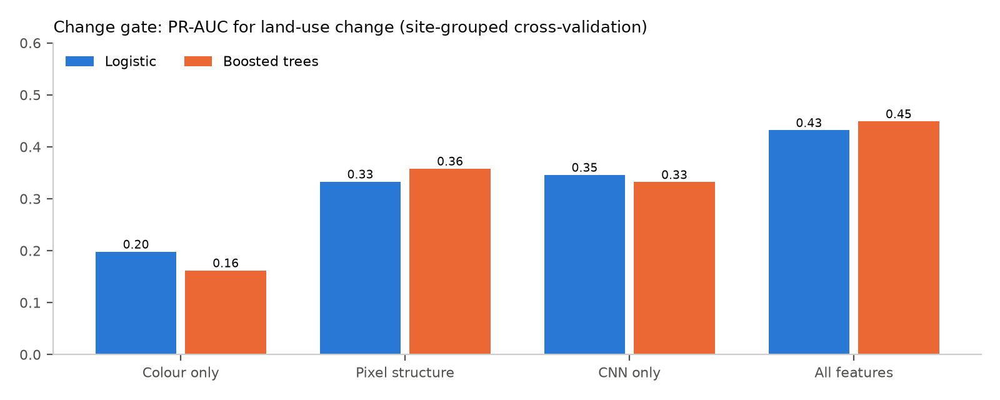 Change gate: PR-AUC for land-use change (site-grouped cross-validation)
Logistic Boosted trees
0.6
0.5
0.4
0.3
0.2
0.1
0.0
0.20
0.16
0.33
0.36
0.35
0.33
0.43
0.45
Colour only
Pixel structure
CNN only
All features